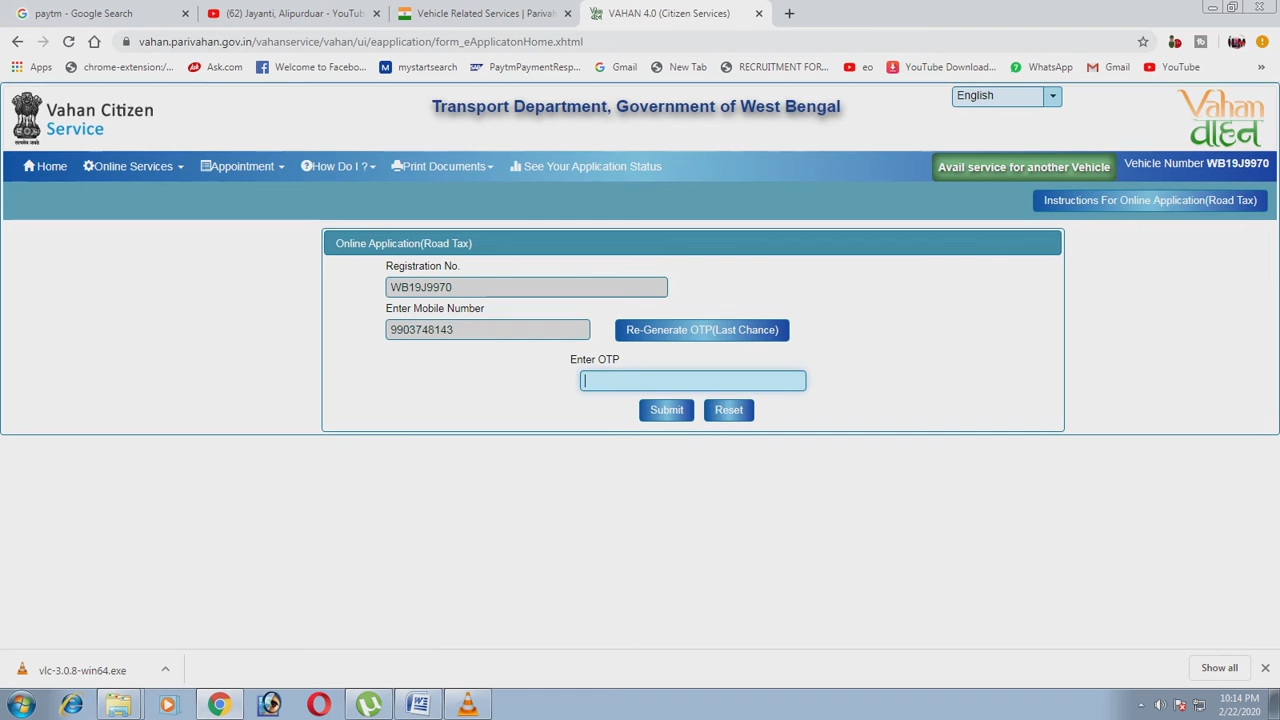 paytm - Google Search
(62) Jayanti, Alipurduar - YouTub
Vehicle Related Services | Parivah
VAHAN 4.0 (Citizen Services)
vahan.parivahan.gov.in/vahanservice/vahan/ui/eapplication/form_eApplicatonHome.xhtml
Apps
chrome-extension:/...
Ask.com
Welcome to Facebo...
mystartsearch
PaytmPaymentResp...
Gmail
New Tab
RECRUITMENT FOR...
eo
YouTube Download...
WhatsApp
Gmail
YouTube
»
Vahan Citizen
Service
Transport Department, Government of West Bengal
English
Vahan
वाहन
Home
Online Services
Appointment
How Do I ?
Print Documents
See Your Application Status
Avail service for another Vehicle
Vehicle Number WB19J9970
Instructions For Online Application(Road Tax)
Online Application(Road Tax)
Registration No.
WB19J9970
Enter Mobile Number
9903748143
Re-Generate OTP(Last Chance)
Enter OTP
Submit
Reset
vlc-3.0.8-win64.exe
Show all
10:14 PM
2/22/2020